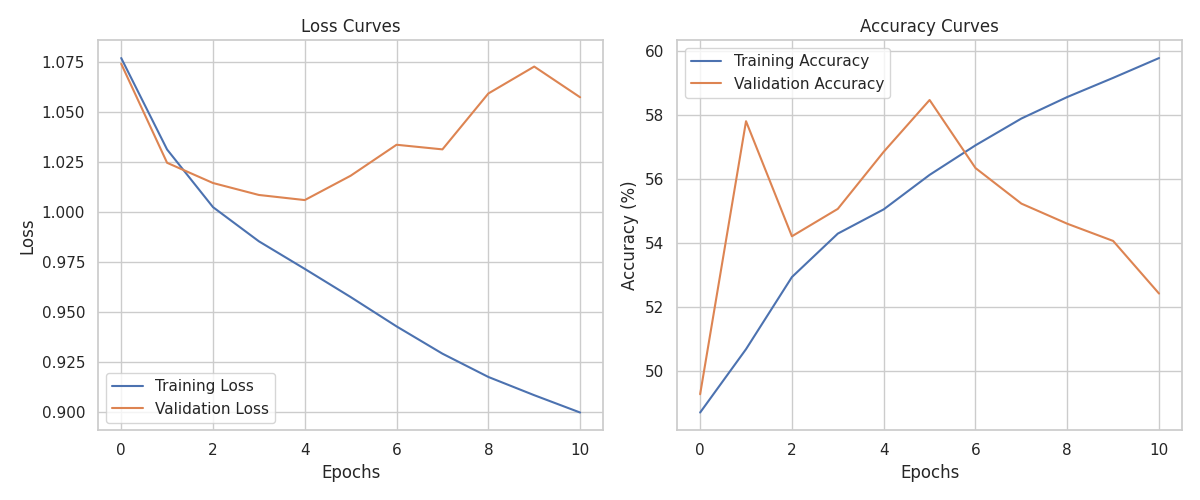 Loss Curves
1.075
1.050
1.025
1.000
0.975
0.950
0.925
0.900
Loss
Training Loss
Validation Loss
0 2 4 6 8 10
Epochs
Accuracy Curves
Training Accuracy
Validation Accuracy
60
58
56
54
52
50
Accuracy (%)
0 2 4 6 8 10
Epochs